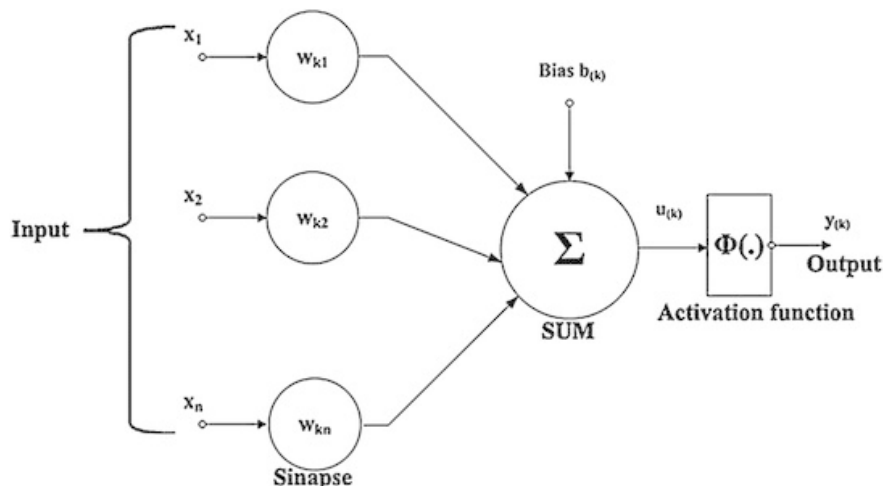 x1
wk1
Bias b(k)
x2
wk2
Input
Σ
u(k)
Φ(.)
y(k)
Output
SUM
Activation function
xn
wkn
Sinapse